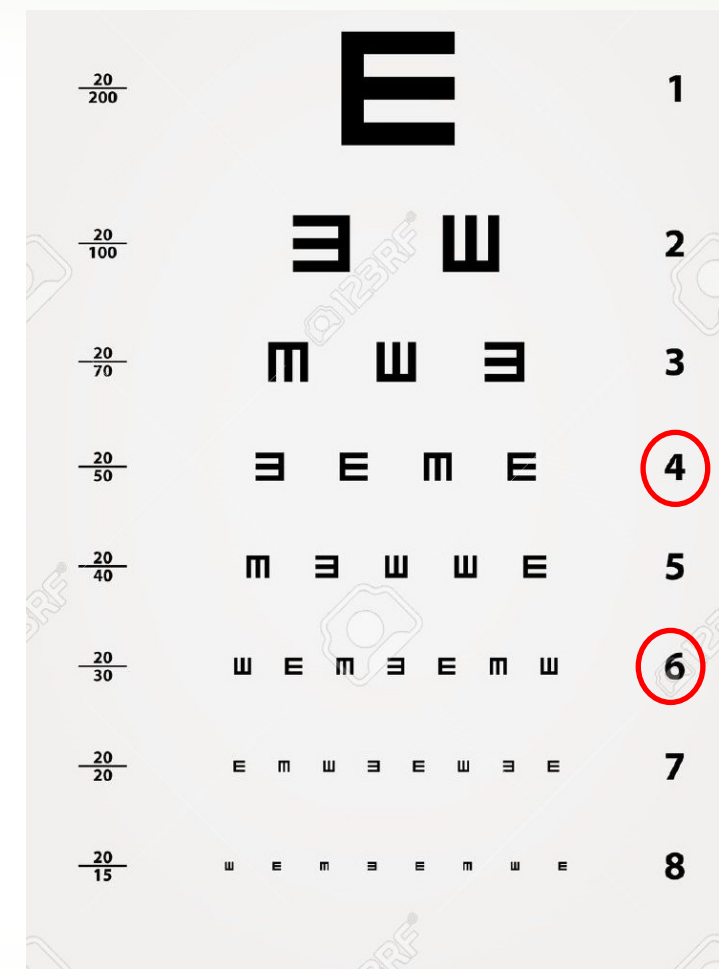 20/200 E 1
20/100 Ǝ Ш 2
20/70 m Ш Ǝ 3
20/50 Ǝ E m E 4
20/40 m Ǝ Ш Ш E 5
20/30 Ш E m Ǝ E m Ш 6
20/20 E m Ш Ǝ E Ш Ǝ E 7
20/15 Ш E m Ǝ E m Ш E 8
123RF